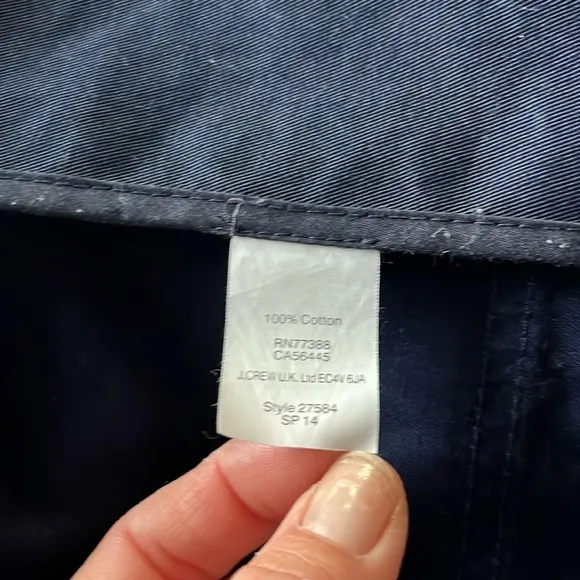 100% Cotton
RN77388
CA56445
J.CREW U.K. Ltd EC4V 6JA
Style 27584
SP 14